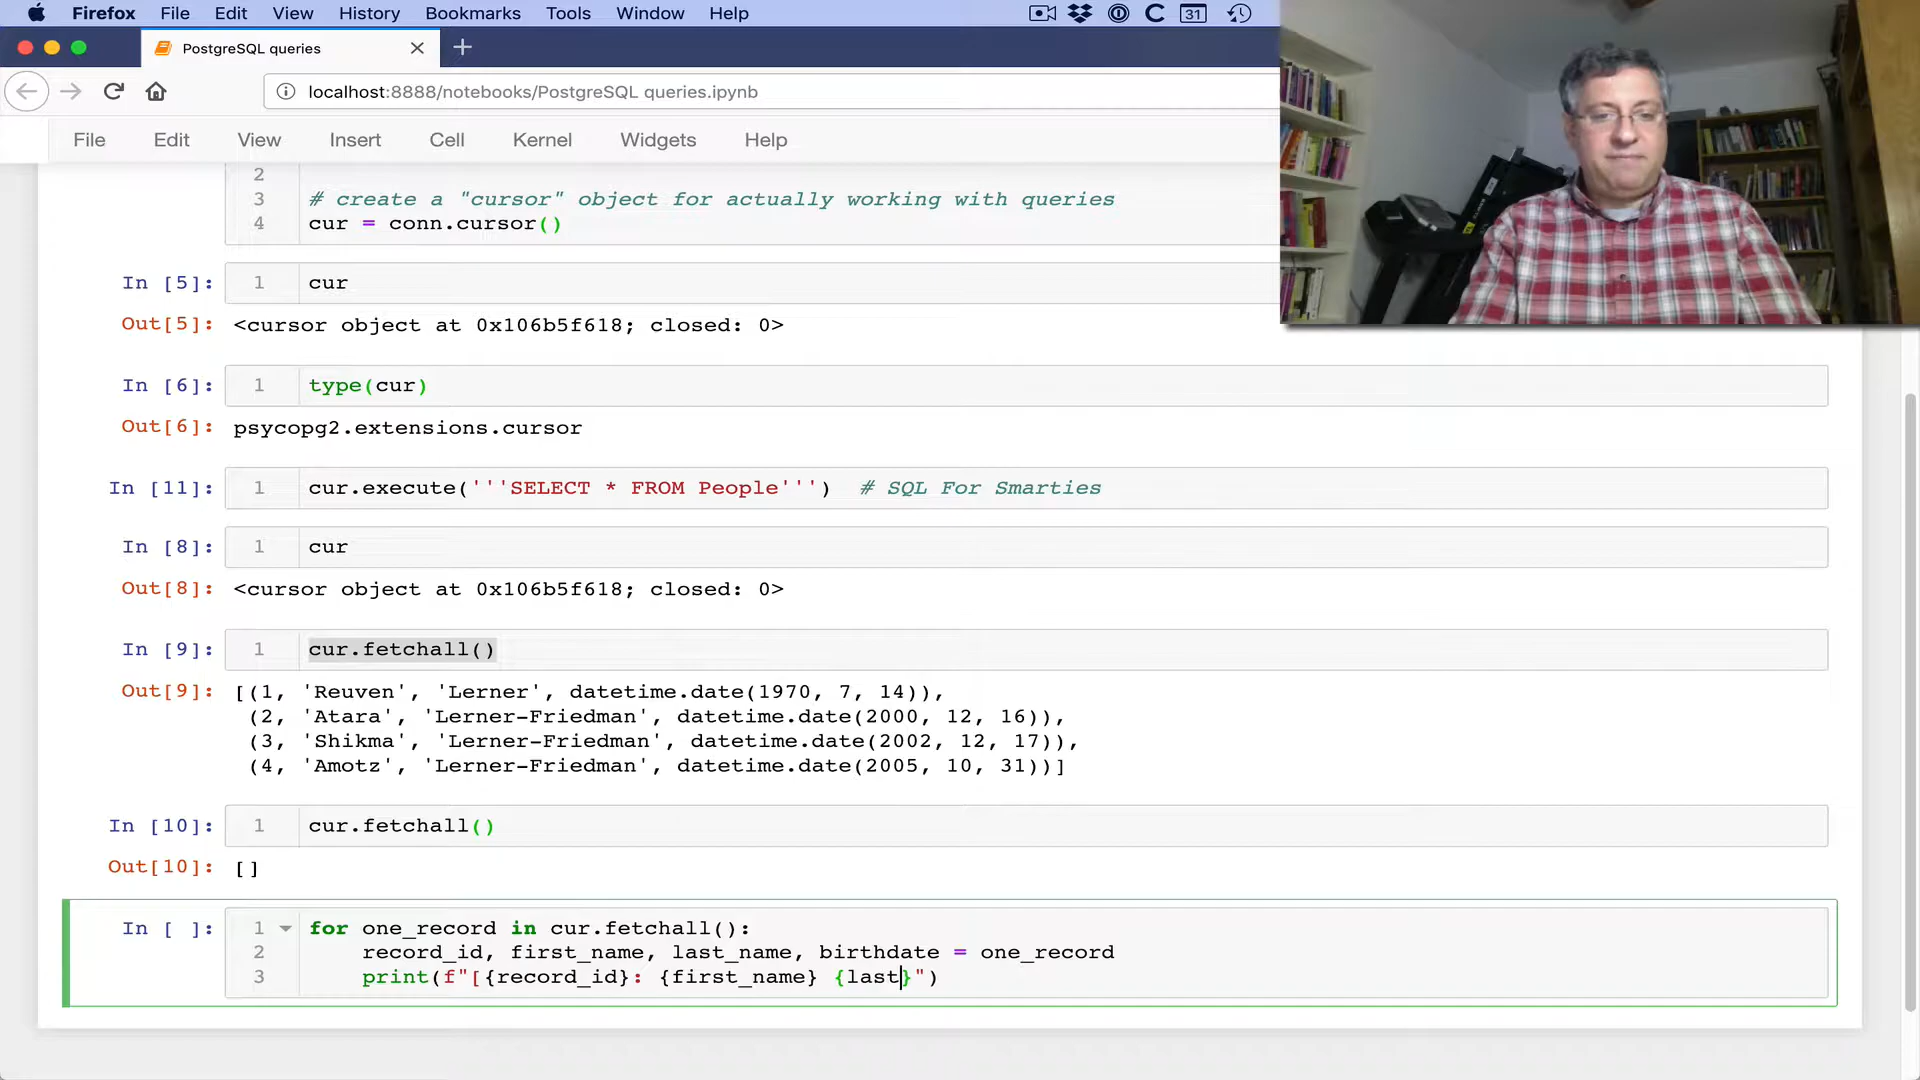 Firefox File Edit View History Bookmarks Tools Window Help 31
PostgreSQL queries
localhost:8888/notebooks/PostgreSQL queries.ipynb
File Edit View Insert Cell Kernel Widgets Help
2
3 # create a "cursor" object for actually working with queries
4 cur = conn.cursor()
In [5]: 1 cur
Out[5]: <cursor object at 0x106b5f618; closed: 0>
In [6]: 1 type(cur)
Out[6]: psycopg2.extensions.cursor
In [11]: 1 cur.execute('''SELECT * FROM People''') # SQL For Smarties
In [8]: 1 cur
Out[8]: <cursor object at 0x106b5f618; closed: 0>
In [9]: 1 cur.fetchall()
Out[9]: [(1, 'Reuven', 'Lerner', datetime.date(1970, 7, 14)),
(2, 'Atara', 'Lerner-Friedman', datetime.date(2000, 12, 16)),
(3, 'Shikma', 'Lerner-Friedman', datetime.date(2002, 12, 17)),
(4, 'Amotz', 'Lerner-Friedman', datetime.date(2005, 10, 31))]
In [10]: 1 cur.fetchall()
Out[10]: []
In [ ]: 1 for one_record in cur.fetchall():
2 record_id, first_name, last_name, birthdate = one_record
3 print(f"[{record_id}: {first_name} {last}")